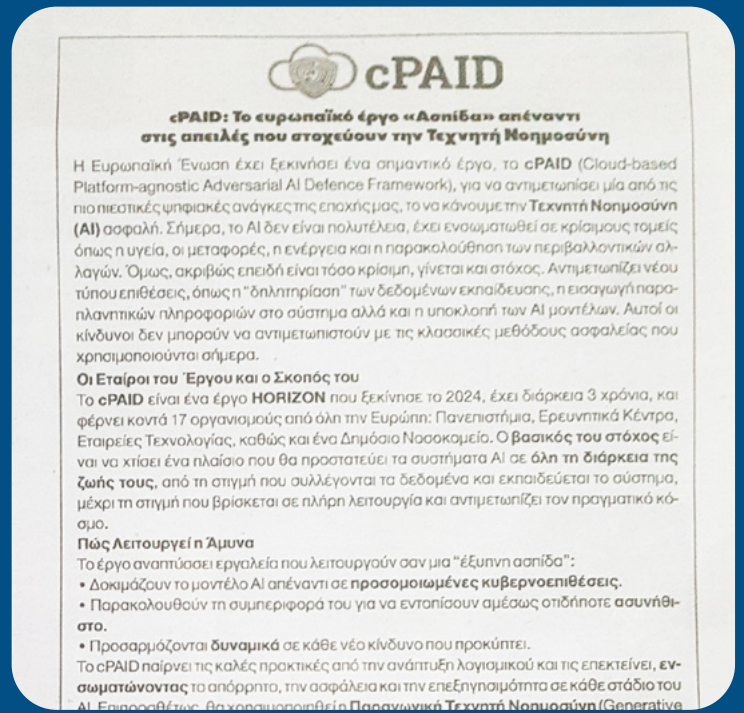 cPAID
cPAID: Το ευρωπαϊκό έργο «Ασπίδα» απέναντι
στις απειλές που στοχεύουν την Τεχνητή Νοημοσύνη
Η Ευρωπαϊκή Ένωση έχει ξεκινήσει ένα σημαντικό έργο, το cPAID (Cloud-based
Platform-agnostic Adversarial AI Defence Framework), για να αντιμετωπίσει μία από τις
πιο πιεστικές ψηφιακές ανάγκες της εποχής μας, το να κάνουμε την Τεχνητή Νοημοσύνη
(AI) ασφαλή. Σήμερα, το AI δεν είναι πολυτέλεια, έχει ενσωματωθεί σε κρίσιμους τομείς
όπως η υγεία, οι μεταφορές, η ενέργεια και η παρακολούθηση των περιβαλλοντικών αλ-
λαγών. Όμως, ακριβώς επειδή είναι τόσο κρίσιμη, γίνεται και στόχος. Αντιμετωπίζει νέου
τύπου επιθέσεις, όπως η "δηλητηρίαση" των δεδομένων εκπαίδευσης, η εισαγωγή παρα-
πλανητικών πληροφοριών στο σύστημα αλλά και η υποκλοπή των AI μοντέλων. Αυτοί οι
κίνδυνοι δεν μπορούν να αντιμετωπιστούν με τις κλασσικές μεθόδους ασφαλείας που
χρησιμοποιούνται σήμερα.
Οι Εταίροι του Έργου και ο Σκοπός του
Το cPAID είναι ένα έργο HORIZON που ξεκίνησε το 2024, έχει διάρκεια 3 χρόνια, και
φέρνει κοντά 17 οργανισμούς από όλη την Ευρώπη: Πανεπιστήμια, Ερευνητικά Κέντρα,
Εταιρείες Τεχνολογίας, καθώς και ένα Δημόσιο Νοσοκομείο. Ο βασικός του στόχος εί-
ναι να χτίσει ένα πλαίσιο που θα προστατεύει τα συστήματα AI σε όλη τη διάρκεια της
ζωής τους, από τη στιγμή που συλλέγονται τα δεδομένα και εκπαιδεύεται το σύστημα,
μέχρι τη στιγμή που βρίσκεται σε πλήρη λειτουργία και αντιμετωπίζει τον πραγματικό κό-
σμο.
Πώς Λειτουργεί η Άμυνα
Το έργο αναπτύσσει εργαλεία που λειτουργούν σαν μια "έξυπνη ασπίδα":
• Δοκιμάζουν το μοντέλο AI απέναντι σε προσομοιωμένες κυβερνοεπιθέσεις.
• Παρακολουθούν τη συμπεριφορά του για να εντοπίσουν αμέσως οτιδήποτε ασυνήθι-
στο.
• Προσαρμόζονται δυναμικά σε κάθε νέο κίνδυνο που προκύπτει.
Το cPAID παίρνει τις καλές πρακτικές από την ανάπτυξη λογισμικού και τις επεκτείνει, εν-
σωματώνοντας το απόρρητο, την ασφάλεια και την επεξηγησιμότητα σε κάθε στάδιο του
AI. Επιπροσθέτως, θα χρησιμοποιηθεί η Παραγωγική Τεχνητή Νοημοσύνη (Generative